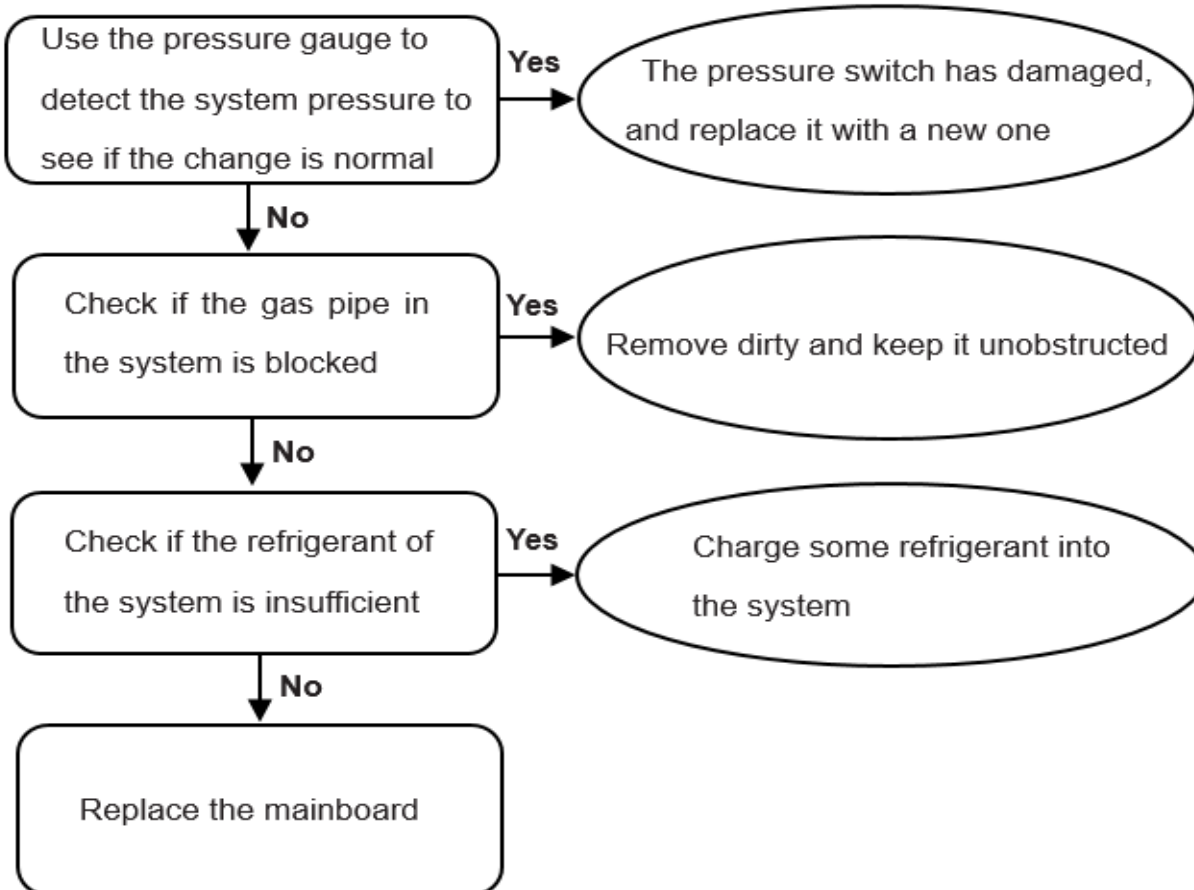 Use the pressure gauge to
detect the system pressure to
see if the change is normal
Yes
The pressure switch has damaged,
and replace it with a new one
No
Check if the gas pipe in
the system is blocked
Yes
Remove dirty and keep it unobstructed
No
Check if the refrigerant of
the system is insufficient
Yes
Charge some refrigerant into
the system
No
Replace the mainboard